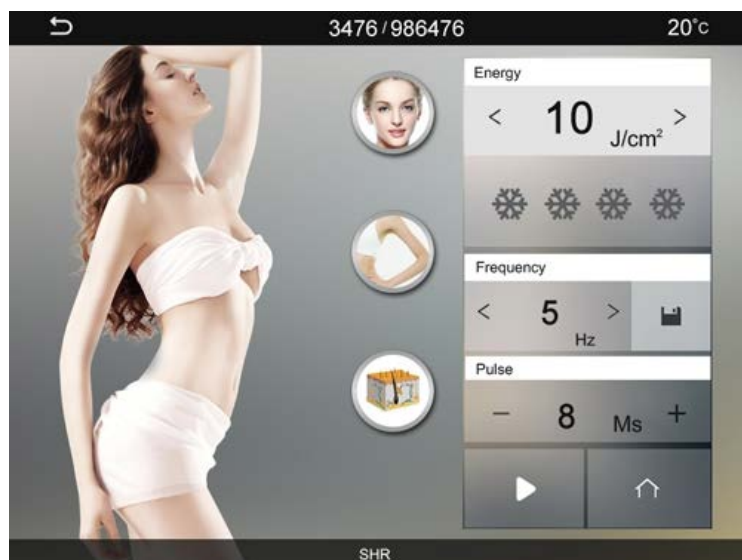 3476/986476
20°c
Energy
< 10 J/cm² >
Frequency
< 5 Hz >
Pulse
− 8 Ms +
SHR